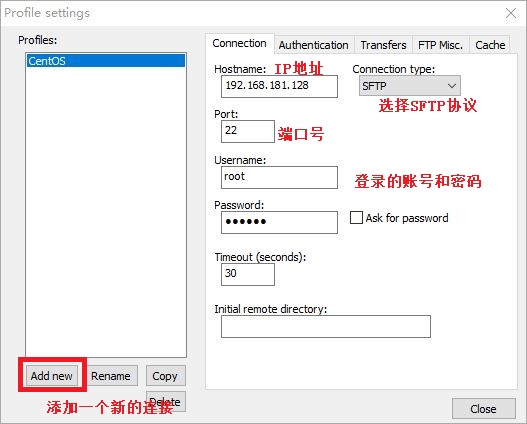 Profile settings
Profiles:
CentOS
Connection
Authentication
Transfers
FTP Misc.
Cache
Hostname:
IP地址
Connection type:
192.168.181.128
SFTP
选择SFTP协议
Port:
22
端口号
Username:
root
登录的账号和密码
Password:
●●●●●●
Ask for password
Timeout (seconds):
30
Initial remote directory:
Add new
Rename
Copy
添加一个新的连接
Delete
Close